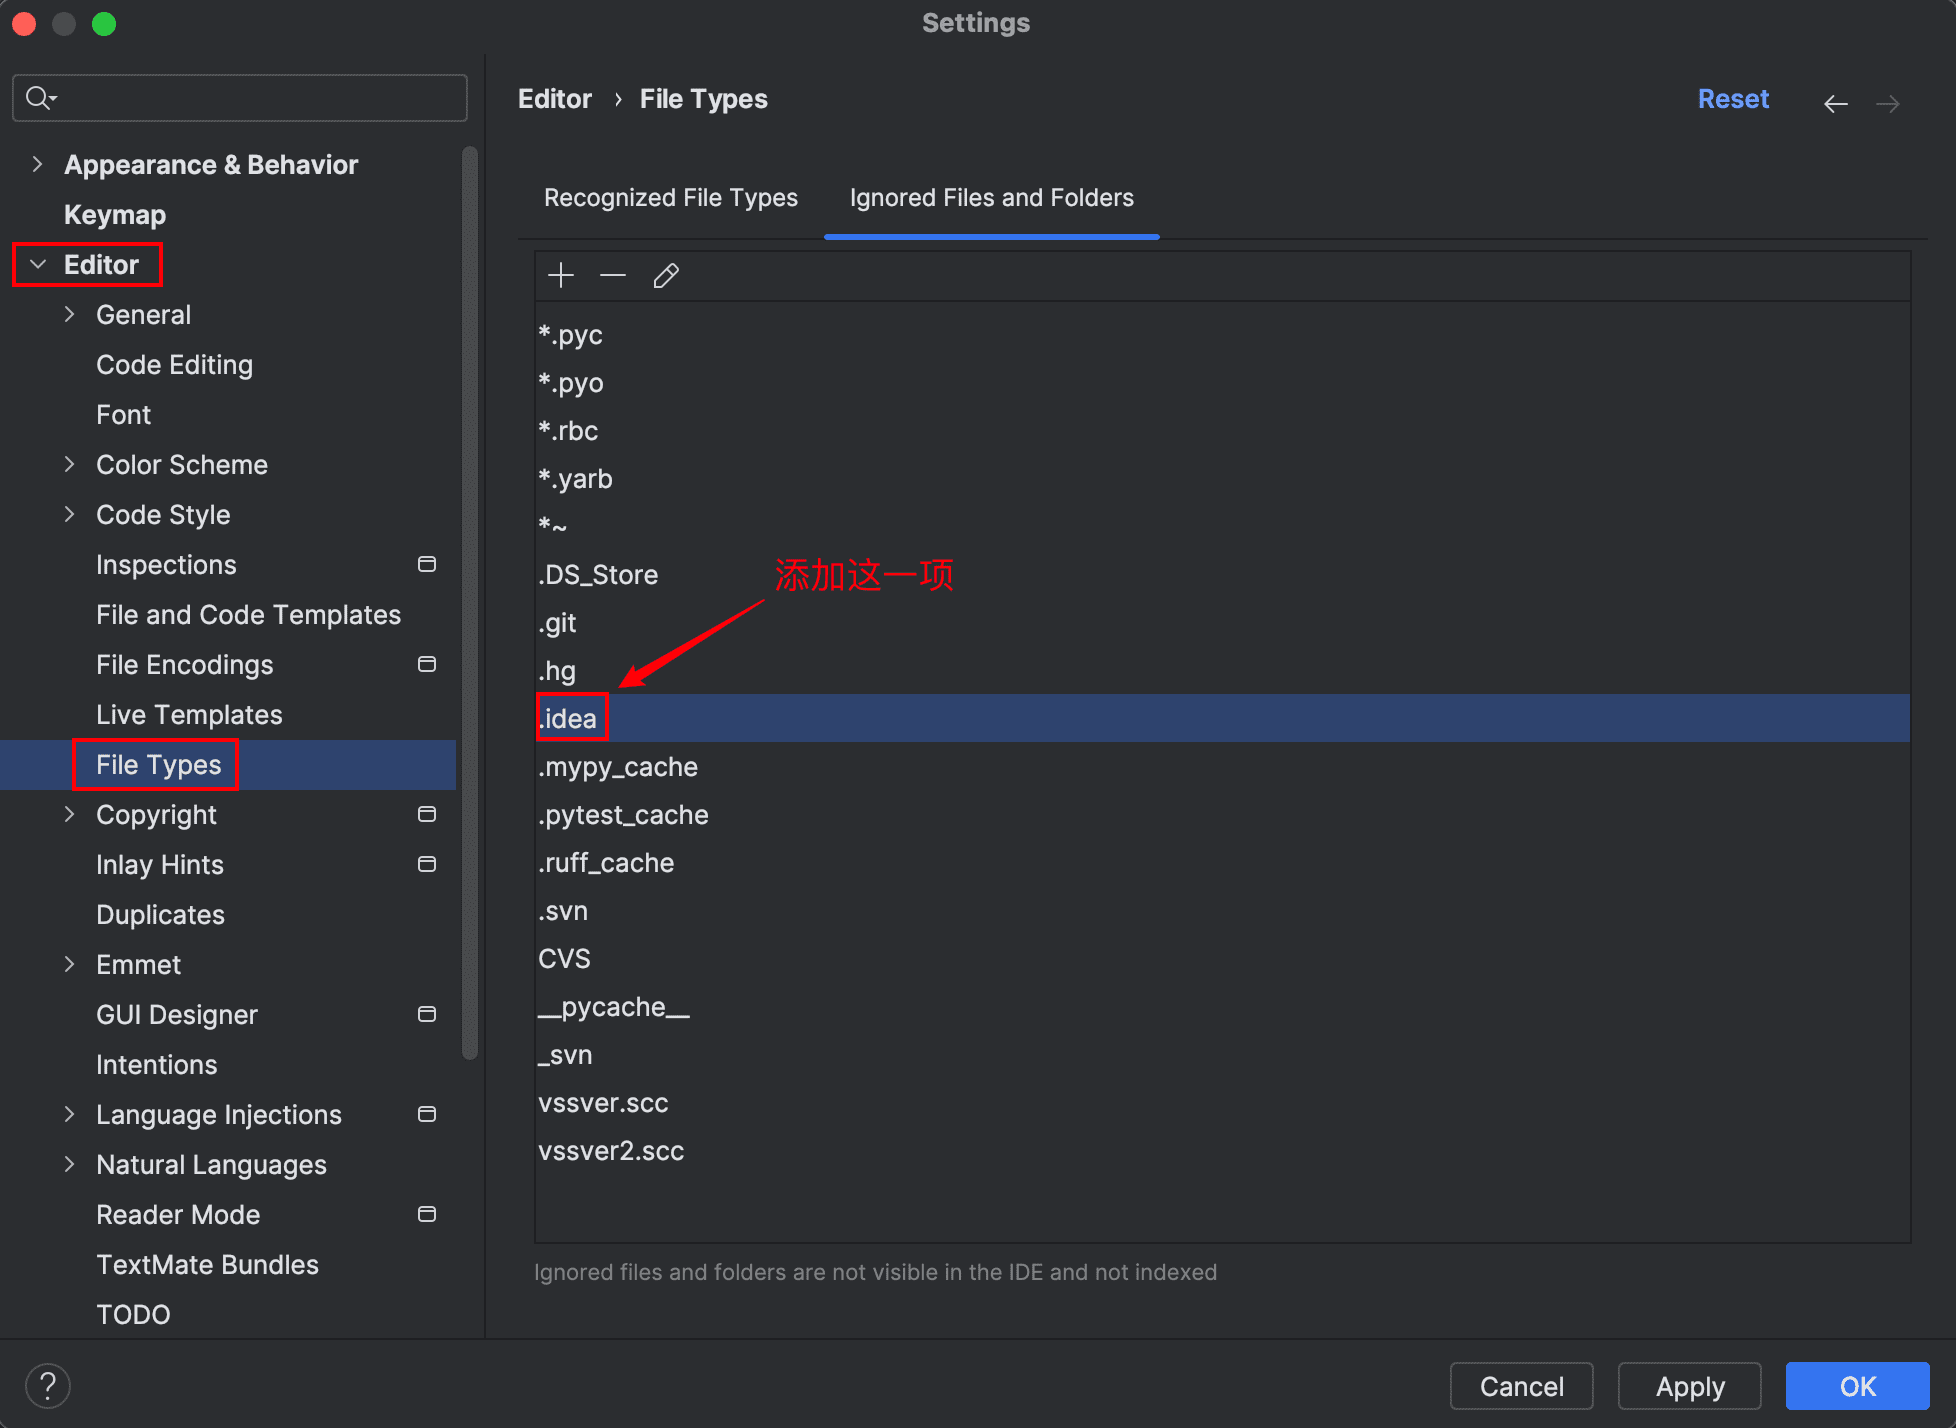 Settings
Appearance & Behavior
Keymap
Editor
General
Code Editing
Font
Color Scheme
Code Style
Inspections
File and Code Templates
File Encodings
Live Templates
File Types
Copyright
Inlay Hints
Duplicates
Emmet
GUI Designer
Intentions
Language Injections
Natural Languages
Reader Mode
TextMate Bundles
TODO
Editor › File Types
Reset
Recognized File Types
Ignored Files and Folders
*.pyc
*.pyo
*.rbc
*.yarb
*~
.DS_Store
添加这一项
.git
.hg
.idea
.mypy_cache
.pytest_cache
.ruff_cache
.svn
CVS
__pycache__
_svn
vssver.scc
vssver2.scc
Ignored files and folders are not visible in the IDE and not indexed
?
Cancel
Apply
OK